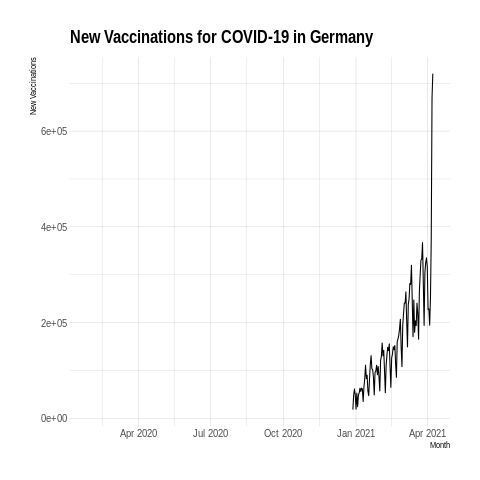 New Vaccinations for COVID-19 in Germany
New Vaccinations
6e+05
4e+05
2e+05
0e+00
Apr 2020 Jul 2020 Oct 2020 Jan 2021 Apr 2021
Month